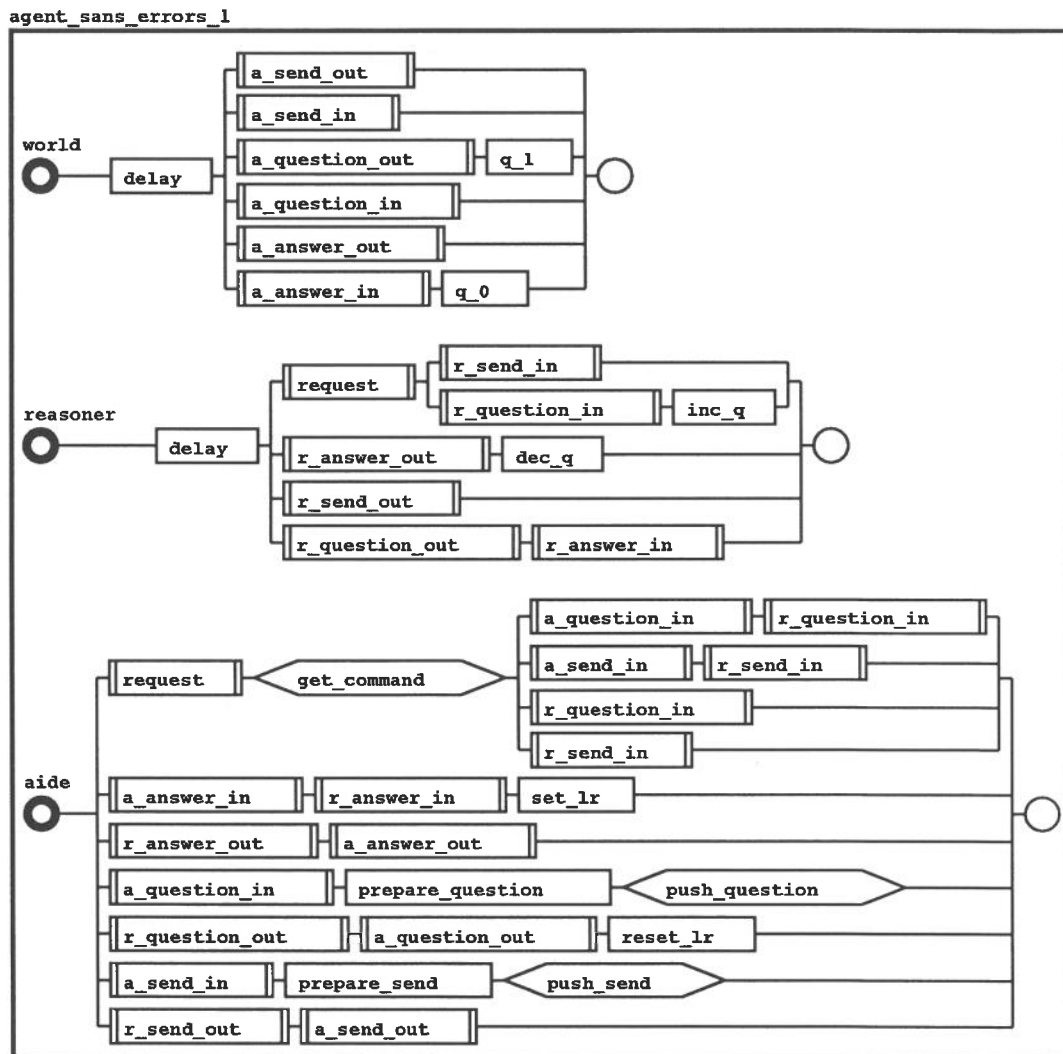 agent_sans_errors_1
a_send_out
a_send_in
world
a_question_out q_1
delay
a_question_in
a_answer_out
a_answer_in q_0
r_send_in
request
r_question_in inc_q
reasoner
delay
r_answer_out dec_q
r_send_out
r_question_out r_answer_in
a_question_in r_question_in
a_send_in r_send_in
request get_command
r_question_in
r_send_in
aide
a_answer_in r_answer_in set_lr
r_answer_out a_answer_out
a_question_in prepare_question push_question
r_question_out a_question_out reset_lr
a_send_in prepare_send push_send
r_send_out a_send_out